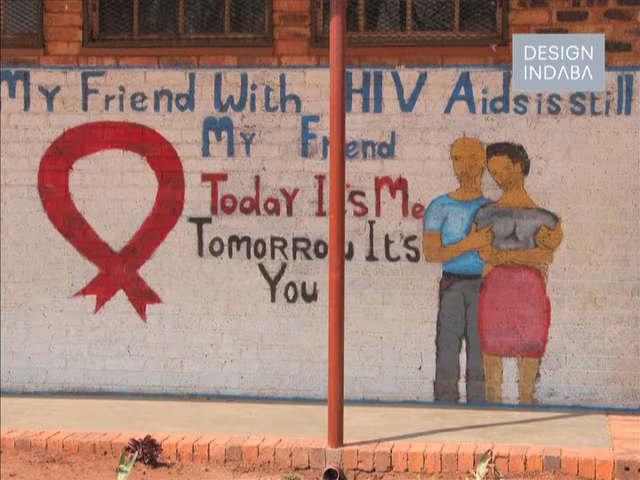 My Friend With HIV Aids is still
My Friend
Today It's Me
Tomorrow It's
You
DESIGN
INDABA